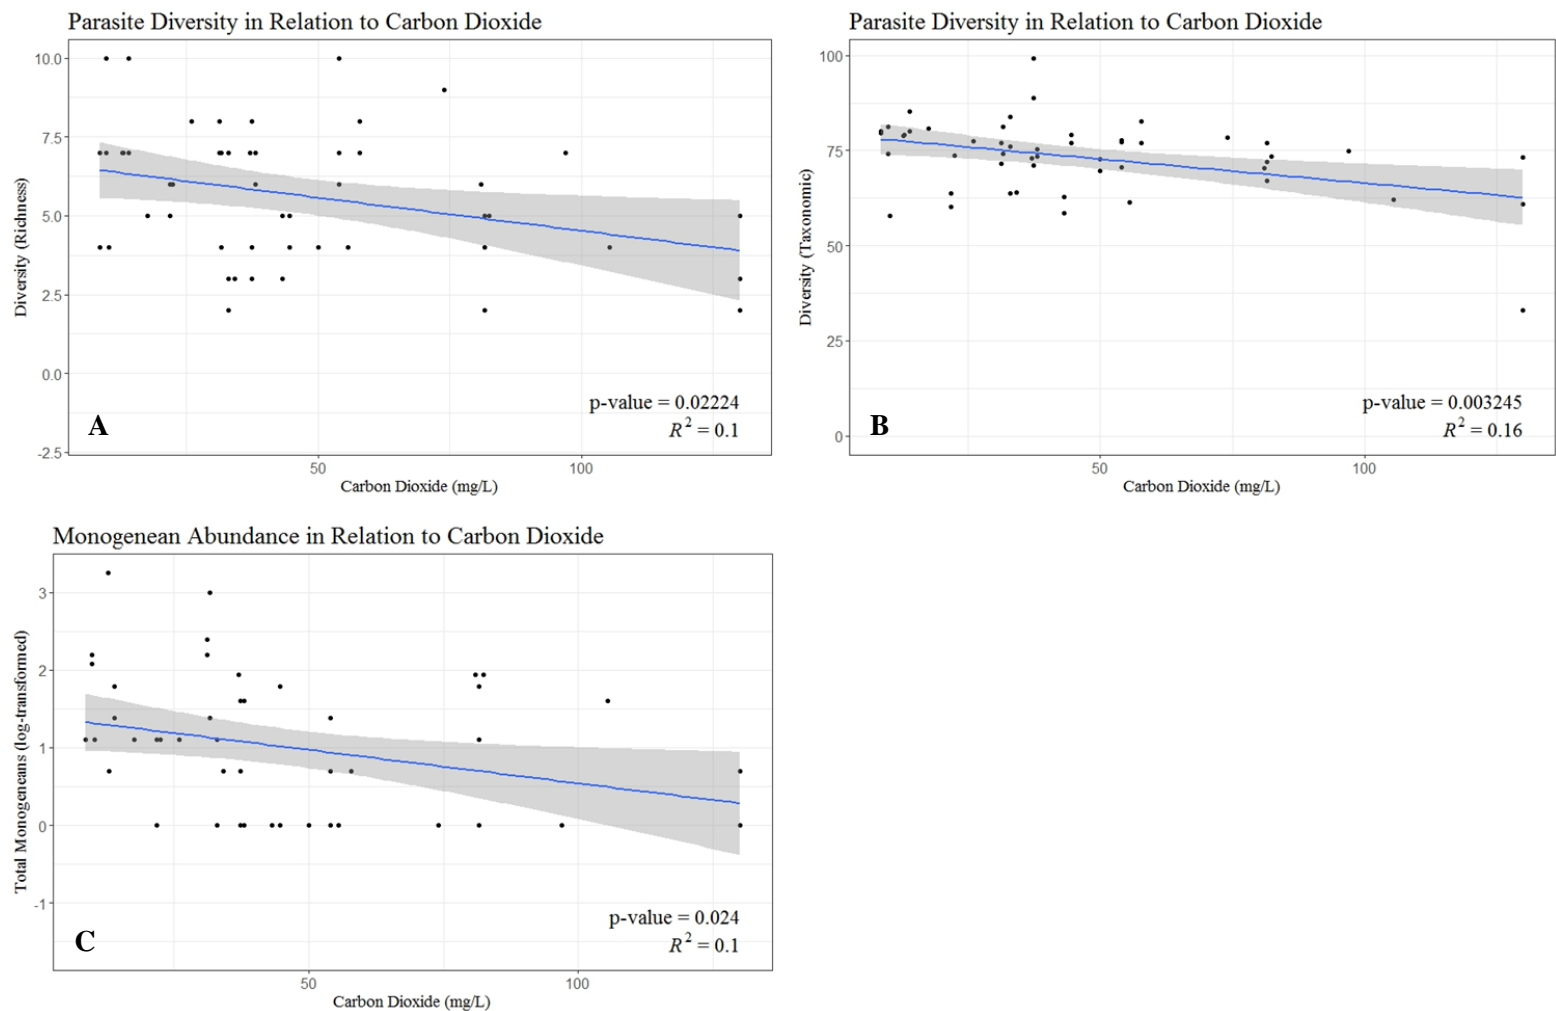 Parasite Diversity in Relation to Carbon Dioxide
10.0
7.5
5.0
2.5
0.0
-2.5
Diversity (Richness)
p-value = 0.02224
R² = 0.1
A
50
100
Carbon Dioxide (mg/L)
Parasite Diversity in Relation to Carbon Dioxide
100
75
50
25
0
Diversity (Taxonomic)
p-value = 0.003245
R² = 0.16
B
50
100
Carbon Dioxide (mg/L)
Monogenean Abundance in Relation to Carbon Dioxide
3
2
1
0
-1
Total Monogeneans (log-transformed)
p-value = 0.024
R² = 0.1
C
50
100
Carbon Dioxide (mg/L)